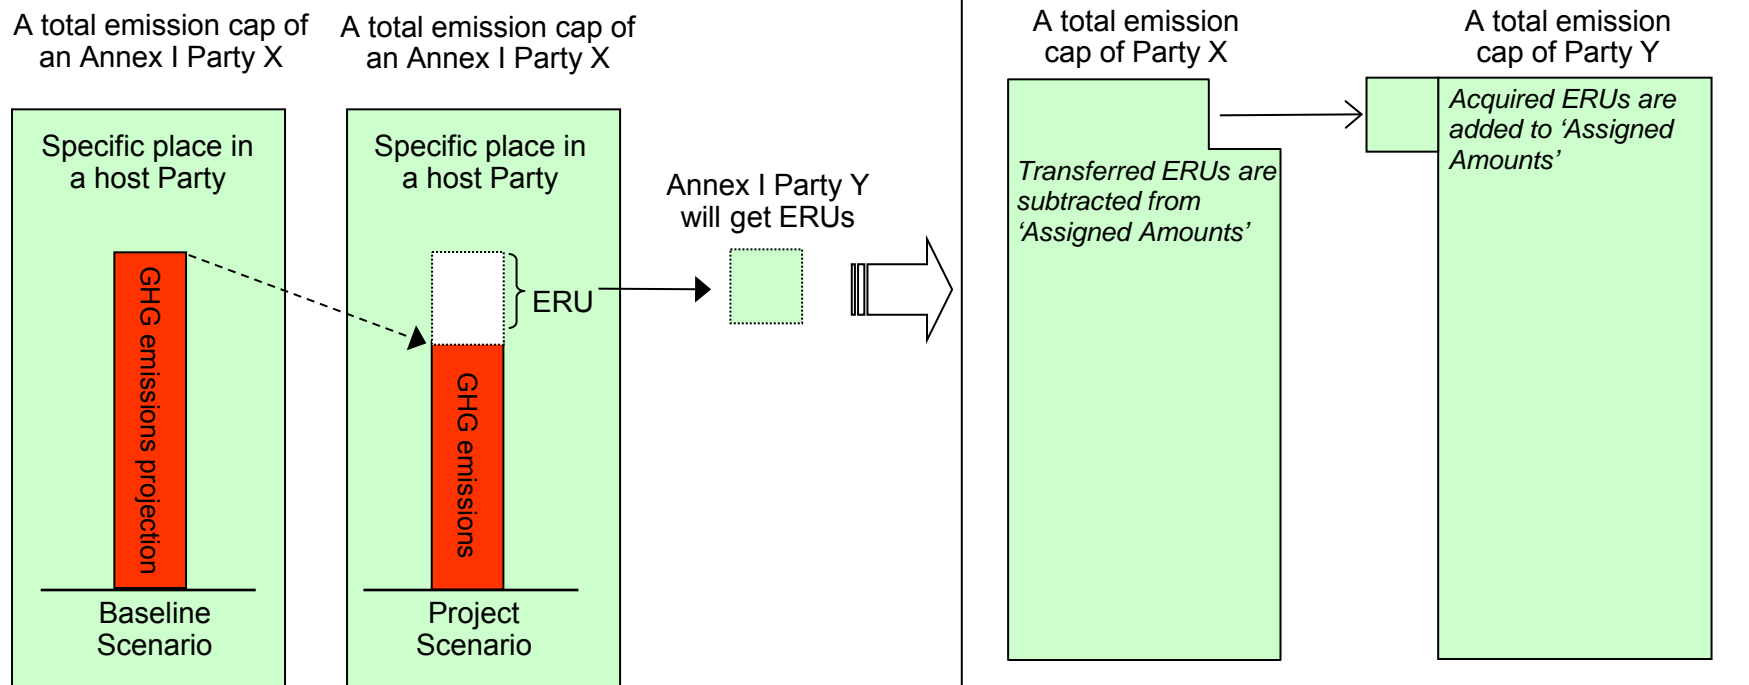 A total emission cap of
an Annex I Party X
Specific place in
a host Party
GHG emissions projection
Baseline
Scenario
A total emission cap of
an Annex I Party X
Specific place in
a host Party
ERU
GHG emissions
Project
Scenario
Annex I Party Y
will get ERUs
A total emission
cap of Party X
Transferred ERUs are
subtracted from
‘Assigned Amounts’
A total emission
cap of Party Y
Acquired ERUs are
added to ‘Assigned
Amounts’